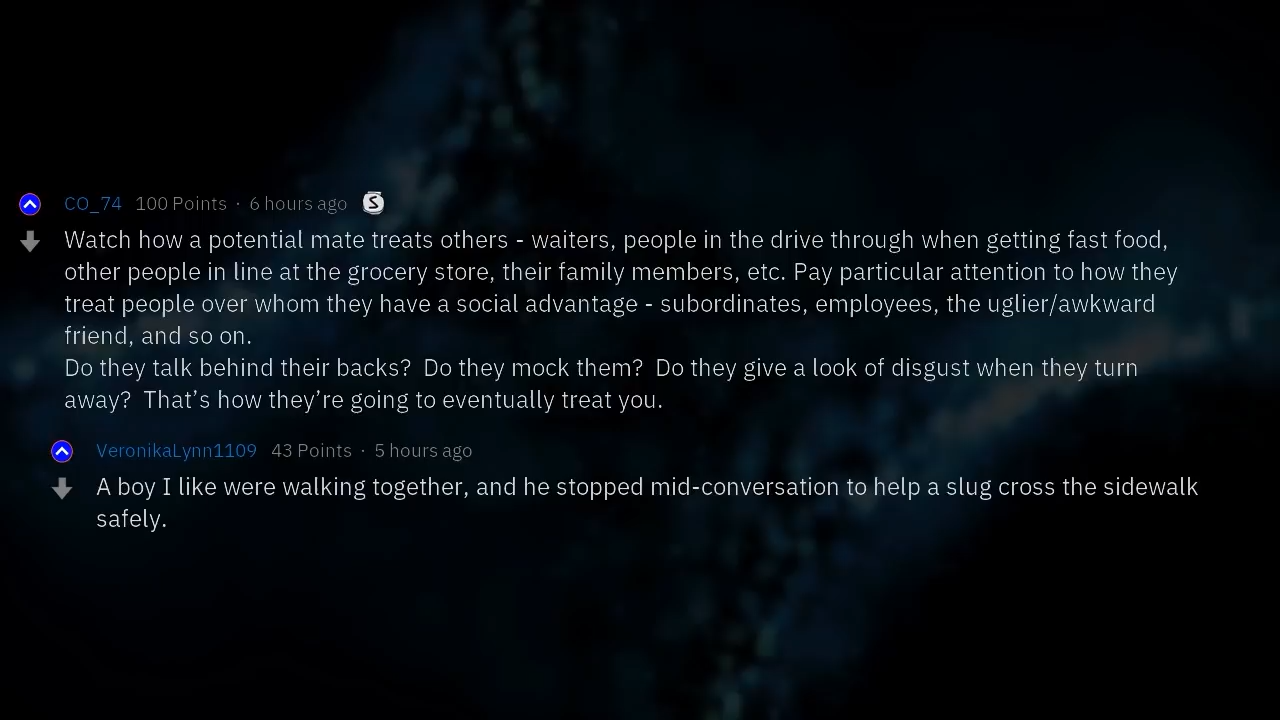 CO_74 100 Points · 6 hours ago S
Watch how a potential mate treats others - waiters, people in the drive through when getting fast food,
other people in line at the grocery store, their family members, etc. Pay particular attention to how they
treat people over whom they have a social advantage - subordinates, employees, the uglier/awkward
friend, and so on.
Do they talk behind their backas?  Do they mock them?  Do they give a look of disgust when they turn
away?  That’s how they’re going to eventually treat you.
VeronikaLynn1109 43 Points · 5 hours ago
A boy I like were walking together, and he stopped mid-conversation to help a slug cross the sidewalk
safely.